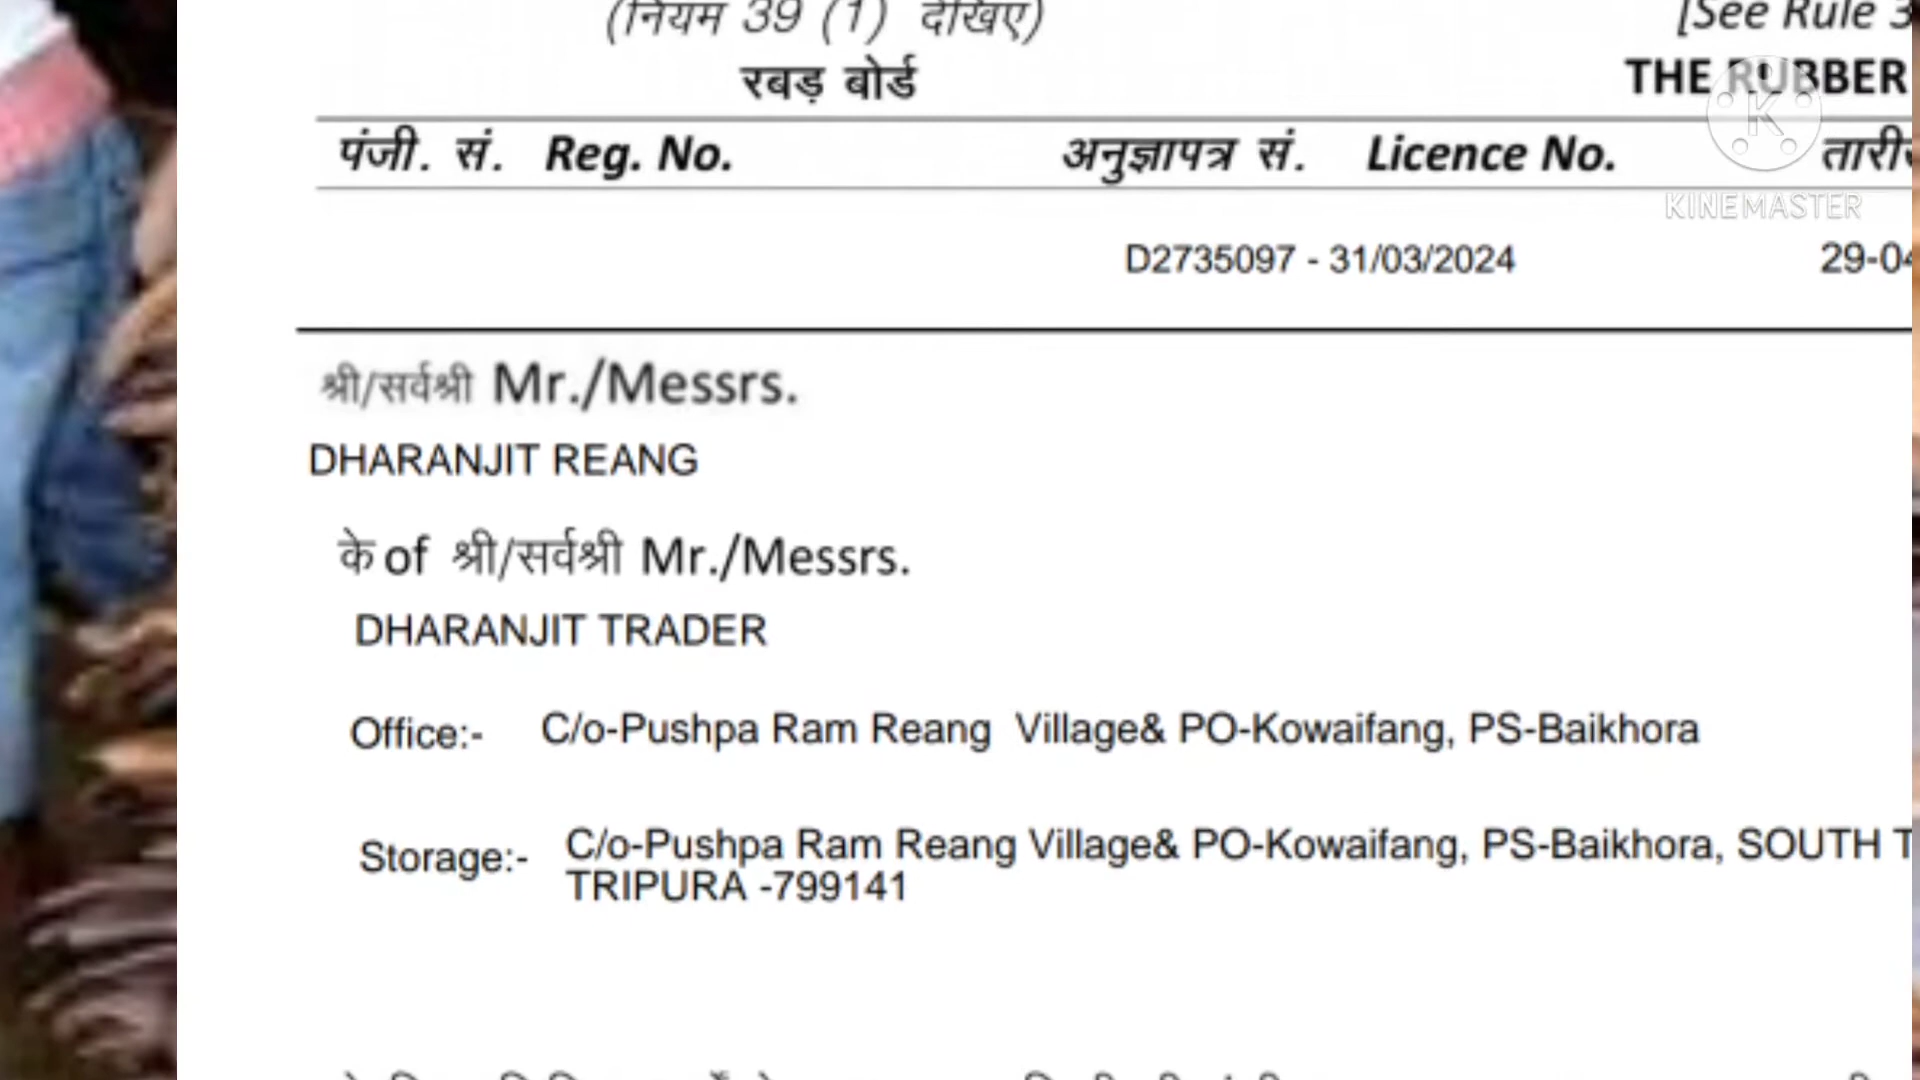 (नियम 39 (1) देखिए) [See Rule 3
रबड़ बोर्ड THE RUBBER
पंजी. सं. Reg. No. अनुज्ञापत्र सं. Licence No.
KINEMASTER
D2735097 - 31/03/2024 29-04
श्री/सर्वश्री Mr./Messrs.
DHARANJIT REANG
के of श्री/सर्वश्री Mr./Messrs.
DHARANJIT TRADER
Office:- C/o-Pushpa Ram Reang Village& PO-Kowaifang, PS-Baikhora
Storage:- C/o-Pushpa Ram Reang Village& PO-Kowaifang, PS-Baikhora, SOUTH T
TRIPURA -799141